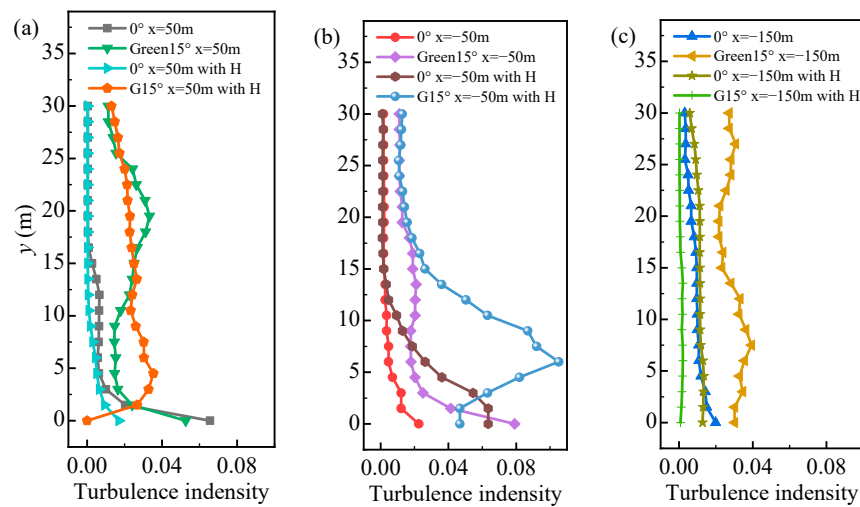 (a)
0° x=50m
Green15° x=50m
0° x=50m with H
G15° x=50m with H
35
30
25
20
15
10
5
0
y (m)
0.00 0.04 0.08
Turbulence indensity
(b)
0° x=−50m
Green15° x=−50m
0° x=−50m with H
G15° x=−50m with H
35
30
25
20
15
10
5
0
0.00 0.04 0.08
Turbulence indensity
(c)
0° x=−150m
Green15° x=−150m
0° x=−150m with H
G15° x=−150m with H
35
30
25
20
15
10
5
0
0.00 0.04 0.08
Turbulence indensity